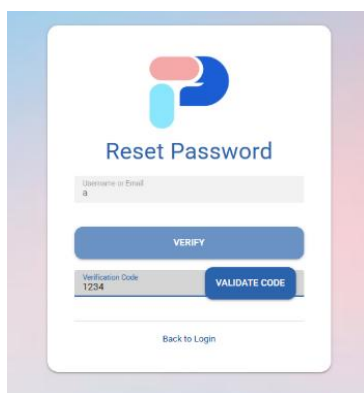 Reset Password
Username or Email
a
VERIFY
Verification Code
1234
VALIDATE CODE
Back to Login